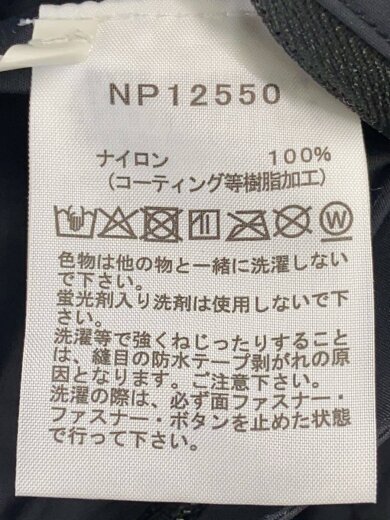 NP12550
ナイロン 100%
(コーティング等樹脂加工)
W
色物は他の物と一緒に洗濯しない
で下さい。
蛍光剤入り洗剤は使用しないで下
さい。
洗濯等で強くねじったりすること
は、縫目の防水テープ剥がれの原
因となります。ご注意下さい。
洗濯の際は、必ず面ファスナー・
ファスナー・ボタンを止めた状態
で行って下さい。